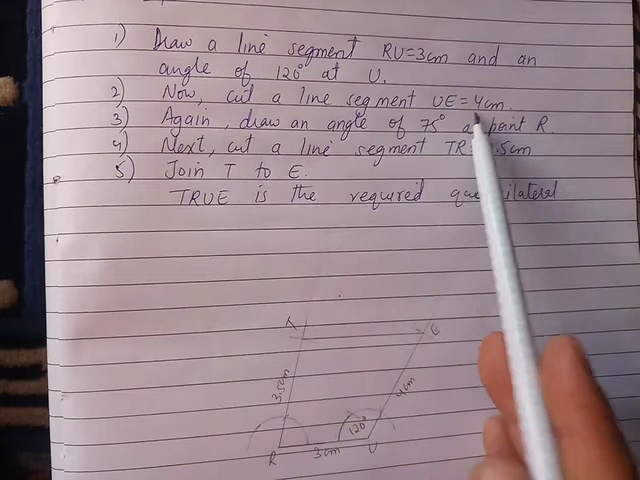 1) Draw a line segment RU=3cm and an
angle of 120° at U.
2) Now, cut a line segment UE=4cm.
3) Again, draw an angle of 75° a point R.
4) Next, cut a line segment TR .5cm
5) Join T to E.
TRUE is the required
T
E
3.5cm
4cm
120°
R
3cm
U